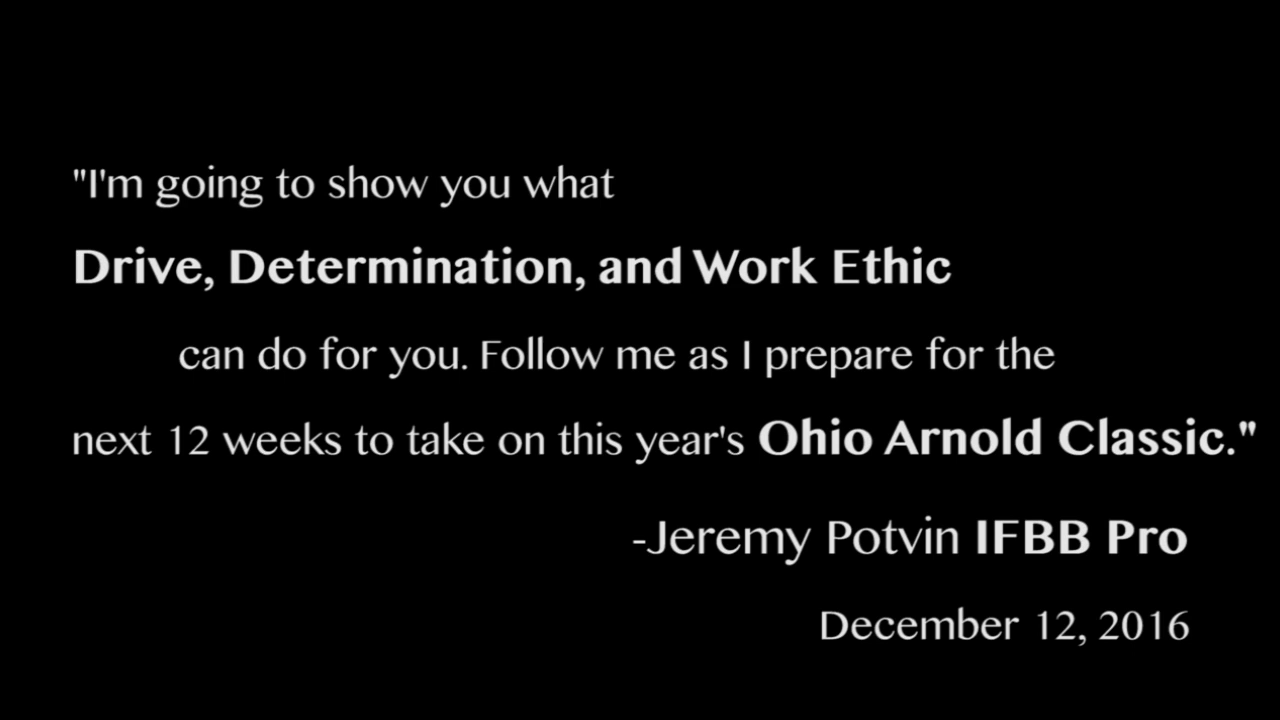 "I'm going to show you what
Drive, Determination, and Work Ethic
can do for you. Follow me as I prepare for the
next 12 weeks to take on this year's Ohio Arnold Classic."
-Jeremy Potvin IFBB Pro
December 12, 2016